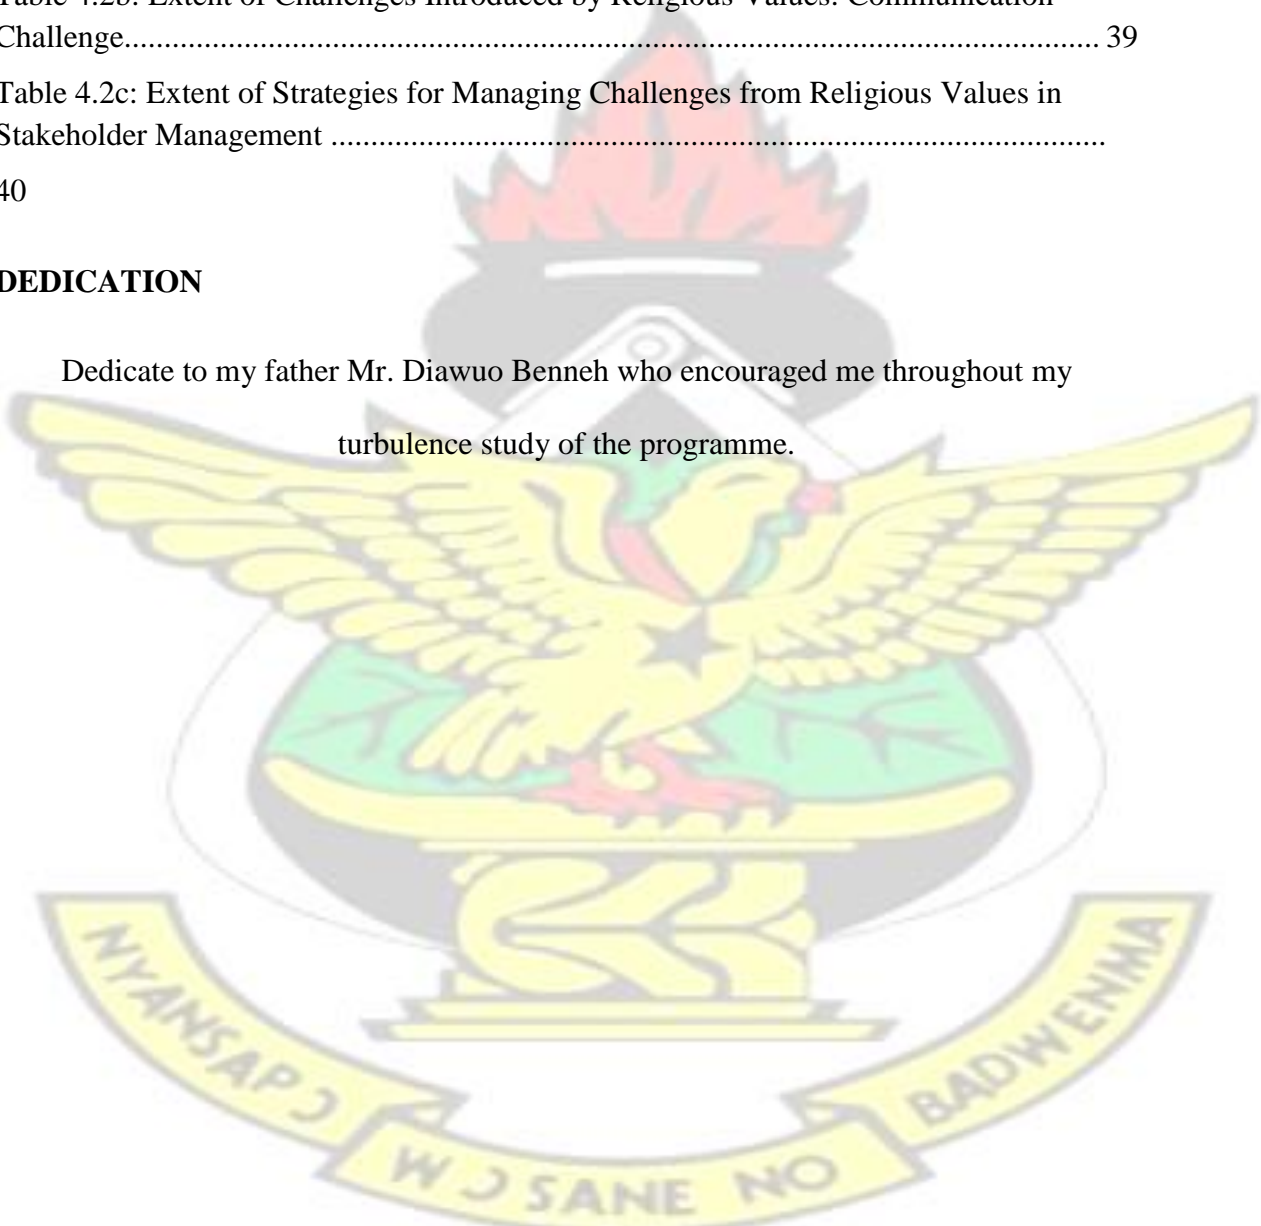 Table 4.2b: Extent of Challenges Introduced by Religious Values: Communication
Challenge.......................................................................................................................... 39
Table 4.2c: Extent of Strategies for Managing Challenges from Religious Values in
Stakeholder Management .................................................................................................
40
DEDICATION
Dedicate to my father Mr. Diawuo Benneh who encouraged me throughout my
turbulence study of the programme.
NYANSAPƆ WƆSANE NO BADWENMA